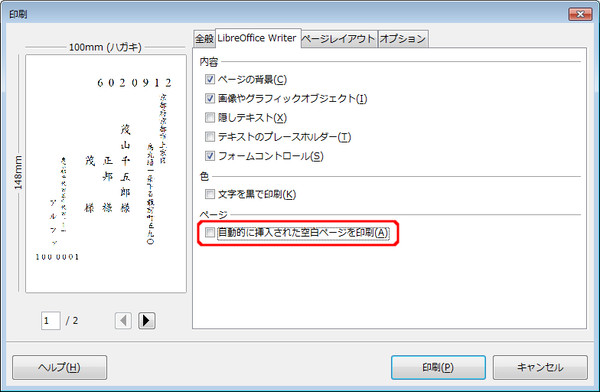 印刷
全般
LibreOffice Writer
ページレイアウト
オプション
100mm (ハガキ)
148mm
6020912
茂山千五郎様
正邦 様
茂 様
100 0001
1 / 2
内容
ページの背景(C)
画像やグラフィックオブジェクト(I)
隠しテキスト(X)
テキストのプレースホルダー(T)
フォームコントロール(S)
色
文字を黒で印刷(K)
ページ
自動的に挿入された空白ページを印刷(A)
ヘルプ(H)
印刷(P)
キャンセル